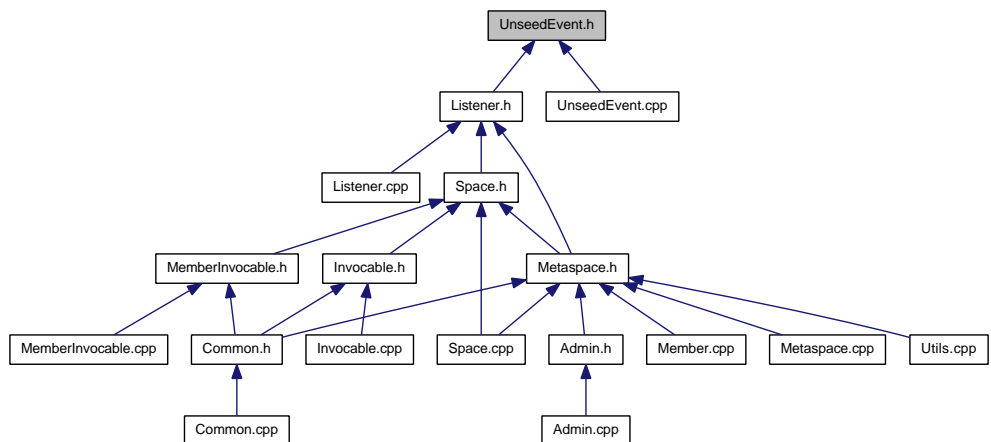 UnseedEvent.h
Listener.h
UnseedEvent.cpp
Listener.cpp
Space.h
MemberInvocable.h
Invocable.h
Metaspace.h
MemberInvocable.cpp
Common.h
Invocable.cpp
Space.cpp
Admin.h
Member.cpp
Metaspace.cpp
Utils.cpp
Common.cpp
Admin.cpp